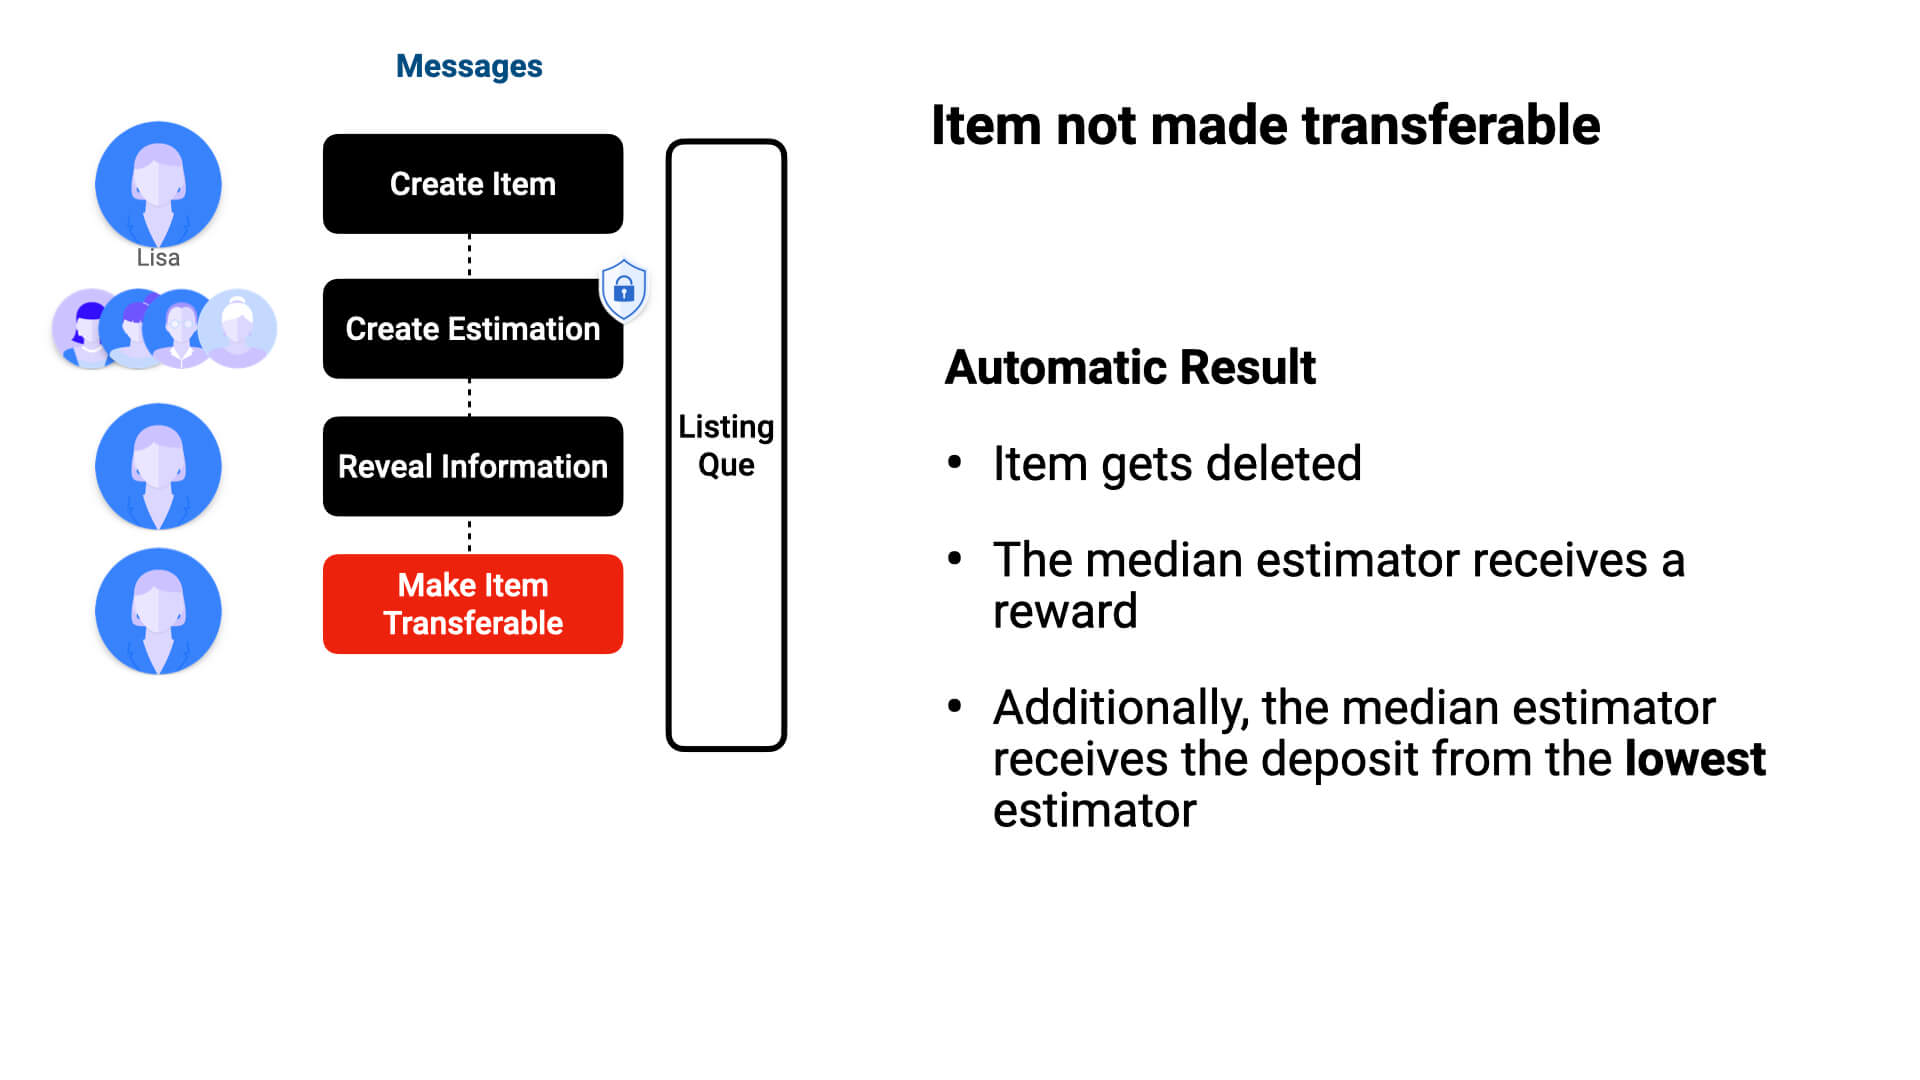 Messages
Create Item
Lisa
Create Estimation
Reveal Information
Make Item
Transferable
Listing
Que
Item not made transferable
Automatic Result
• Item gets deleted
• The median estimator receives a
reward
• Additionally, the median estimator
receives the deposit from the lowest
estimator